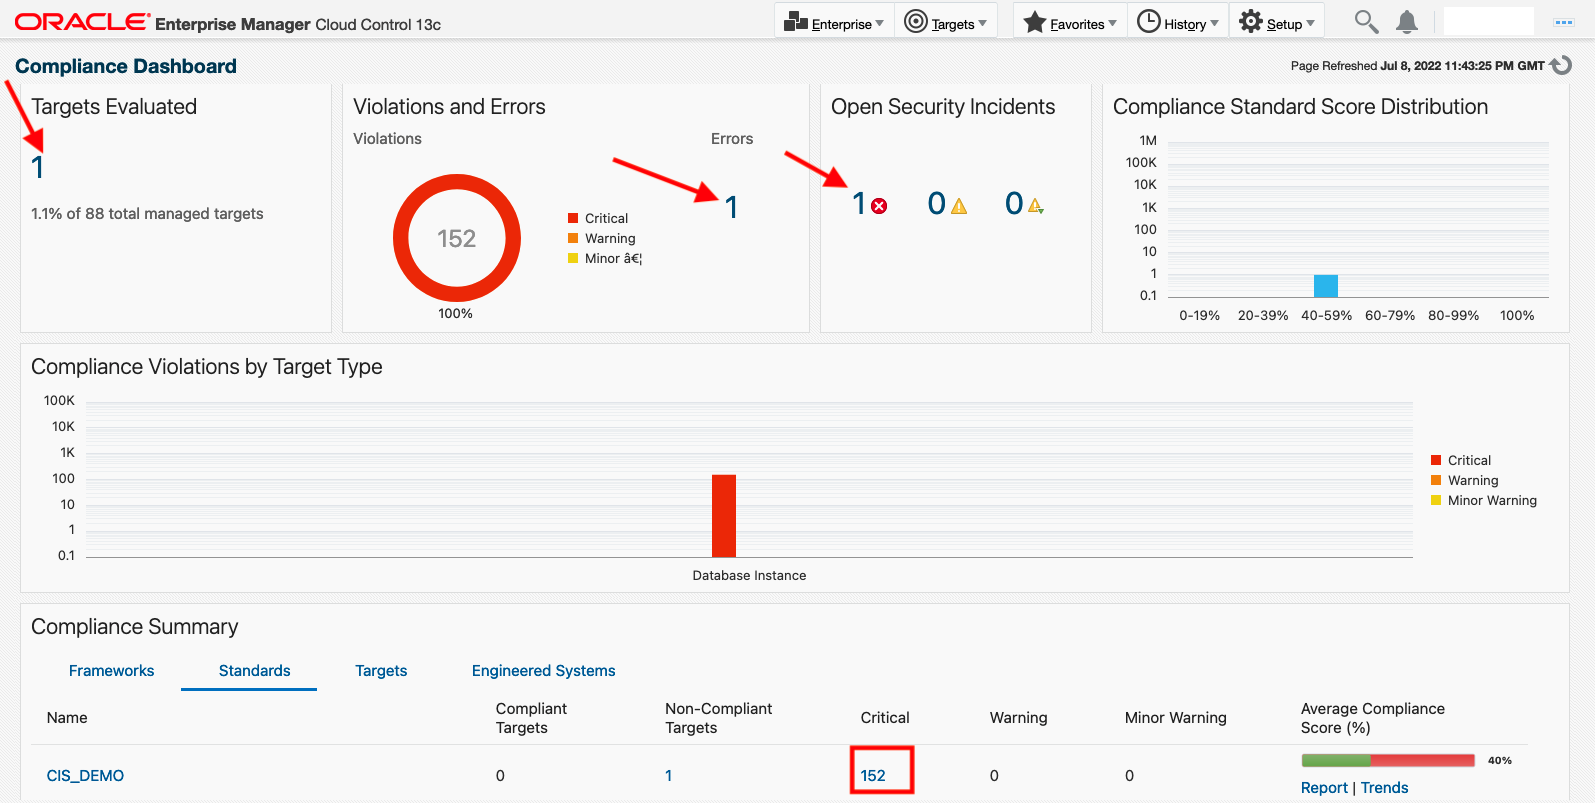 ORACLE® Enterprise Manager Cloud Control 13c
Enterprise Targets Favorites History Setup
Compliance Dashboard
Page Refreshed Jul 8, 2022 11:43:25 PM GMT
Targets Evaluated
1
1.1% of 88 total managed targets
Violations and Errors
Violations
152
100%
Critical
Warning
Minor â€¦
Errors
1
Open Security Incidents
1 0 0
Compliance Standard Score Distribution
1M
100K
10K
1K
100
10
1
0.1
0-19% 20-39% 40-59% 60-79% 80-99% 100%
Compliance Violations by Target Type
100K
10K
1K
100
10
1
0.1
Database Instance
Critical
Warning
Minor Warning
Compliance Summary
Frameworks Standards Targets Engineered Systems
Name Compliant Targets Non-Compliant Targets Critical Warning Minor Warning Average Compliance Score (%)
CIS_DEMO 0 1 152 0 0 40%
Report | Trends